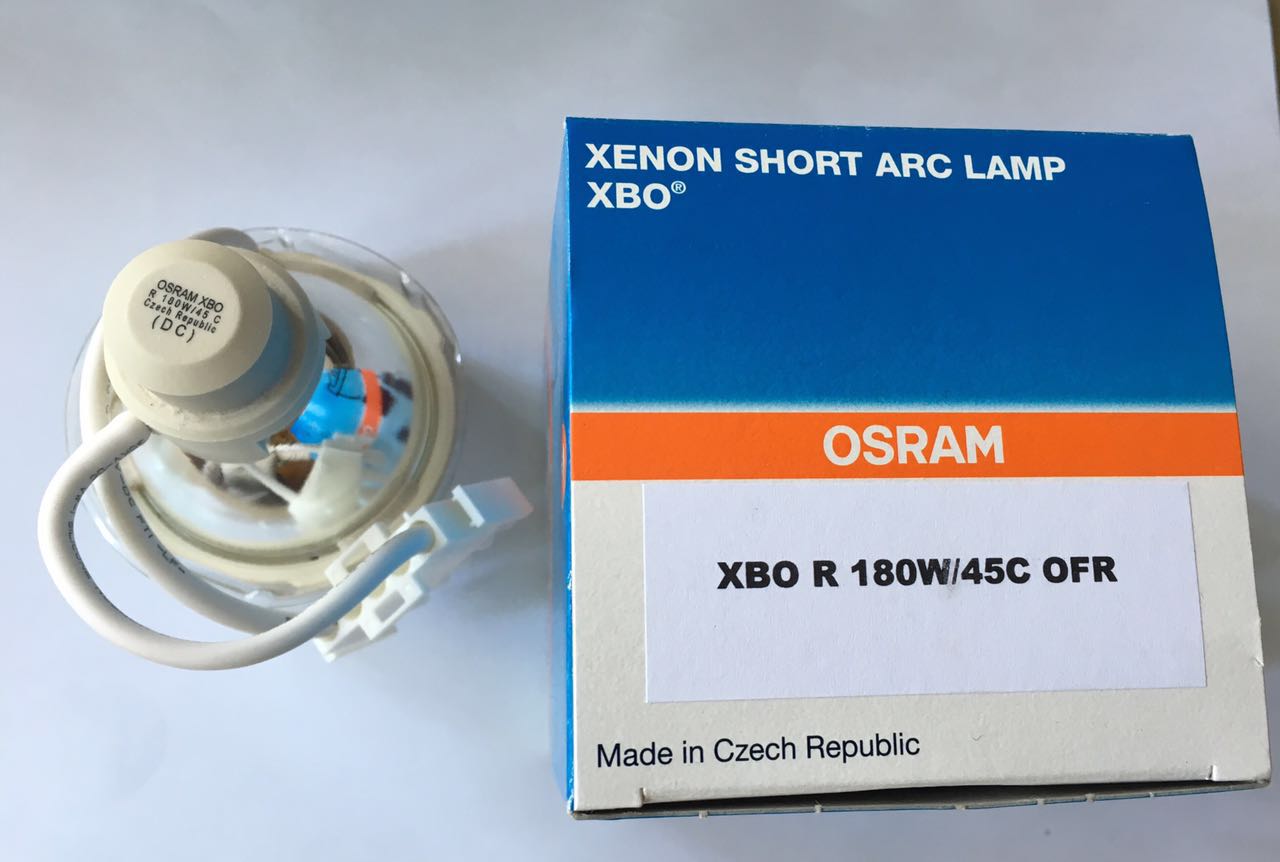 XENON SHORT ARC LAMP
XBO®
OSRAM
XBO R 180W/45C OFR
Made in Czech Republic
OSRAM XBO
R 180W/45 C
Czech Republic
(DC)